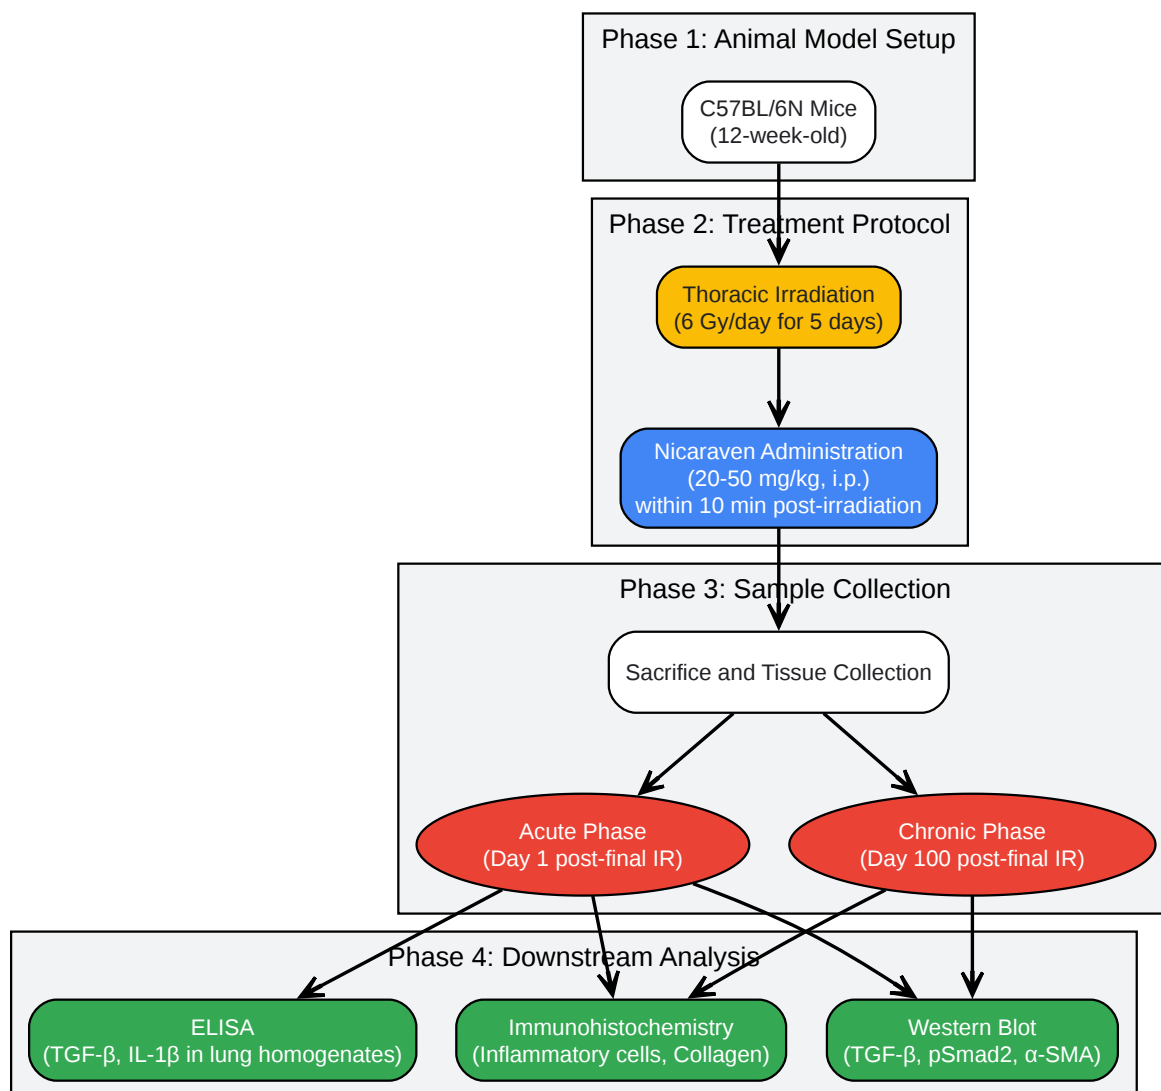 Phase 1: Animal Model Setup
C57BL/6N Mice
(12-week-old)
Phase 2: Treatment Protocol
Thoracic Irradiation
(6 Gy/day for 5 days)
Nicaraven Administration
(20-50 mg/kg, i.p.)
within 10 min post-irradiation
Phase 3: Sample Collection
Sacrifice and Tissue Collection
Acute Phase
(Day 1 post-final IR)
Chronic Phase
(Day 100 post-final IR)
Phase 4: Downstream Analysis
ELISA
(TGF-β, IL-1β in lung homogenates)
Immunohistochemistry
(Inflammatory cells, Collagen)
Western Blot
(TGF-β, pSmad2, α-SMA)